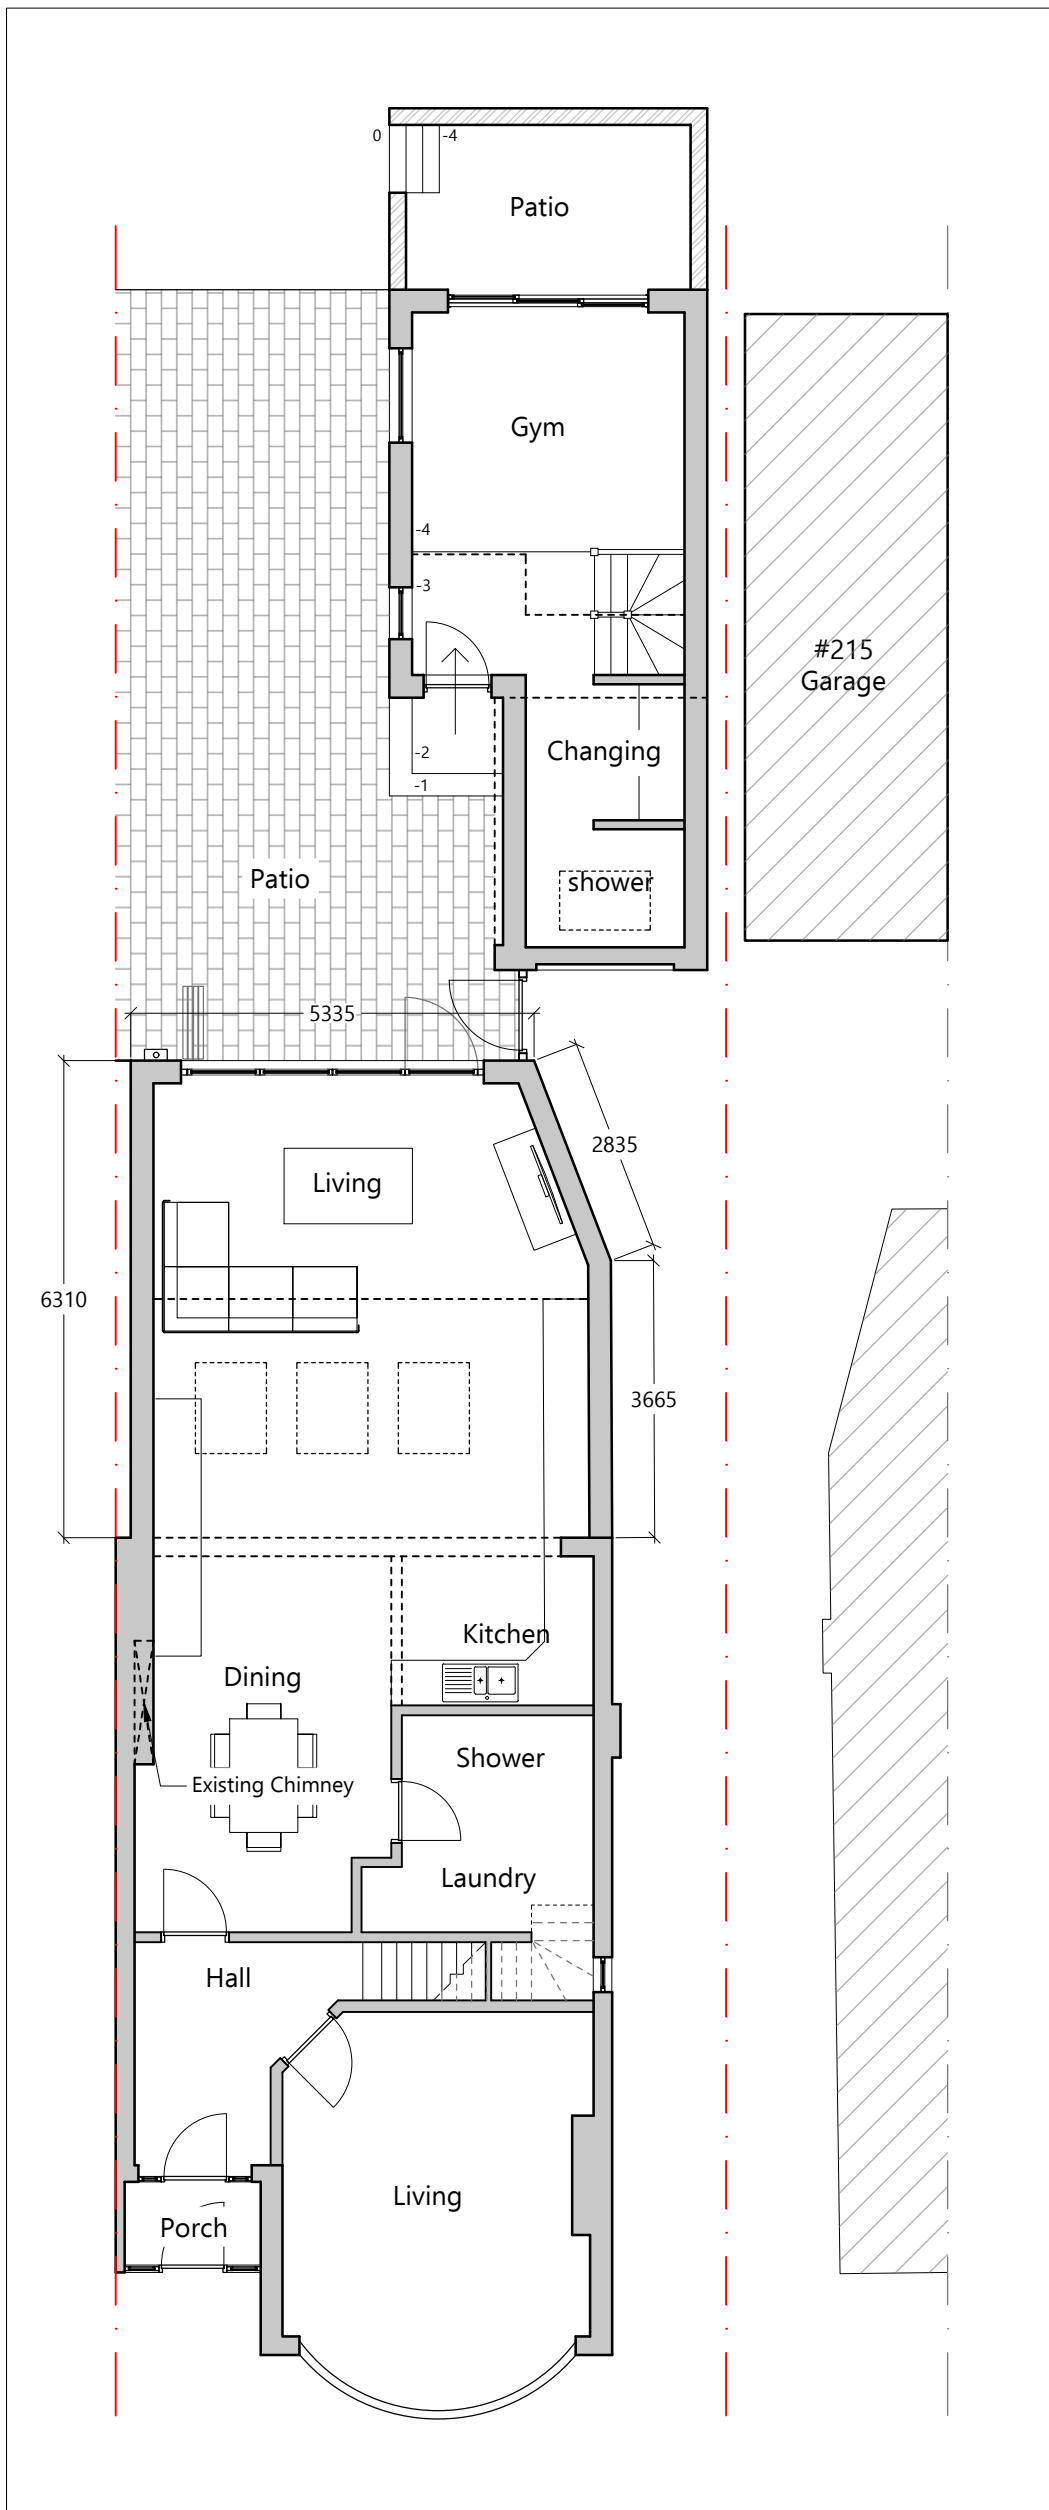 0
-4
Patio
Gym
-4
-3
#215
Garage
Changing
-2
-1
Patio
shower
5335
2835
Living
6310
3665
Kitchen
Dining
Shower
Existing Chimney
Laundry
Hall
Living
Porch